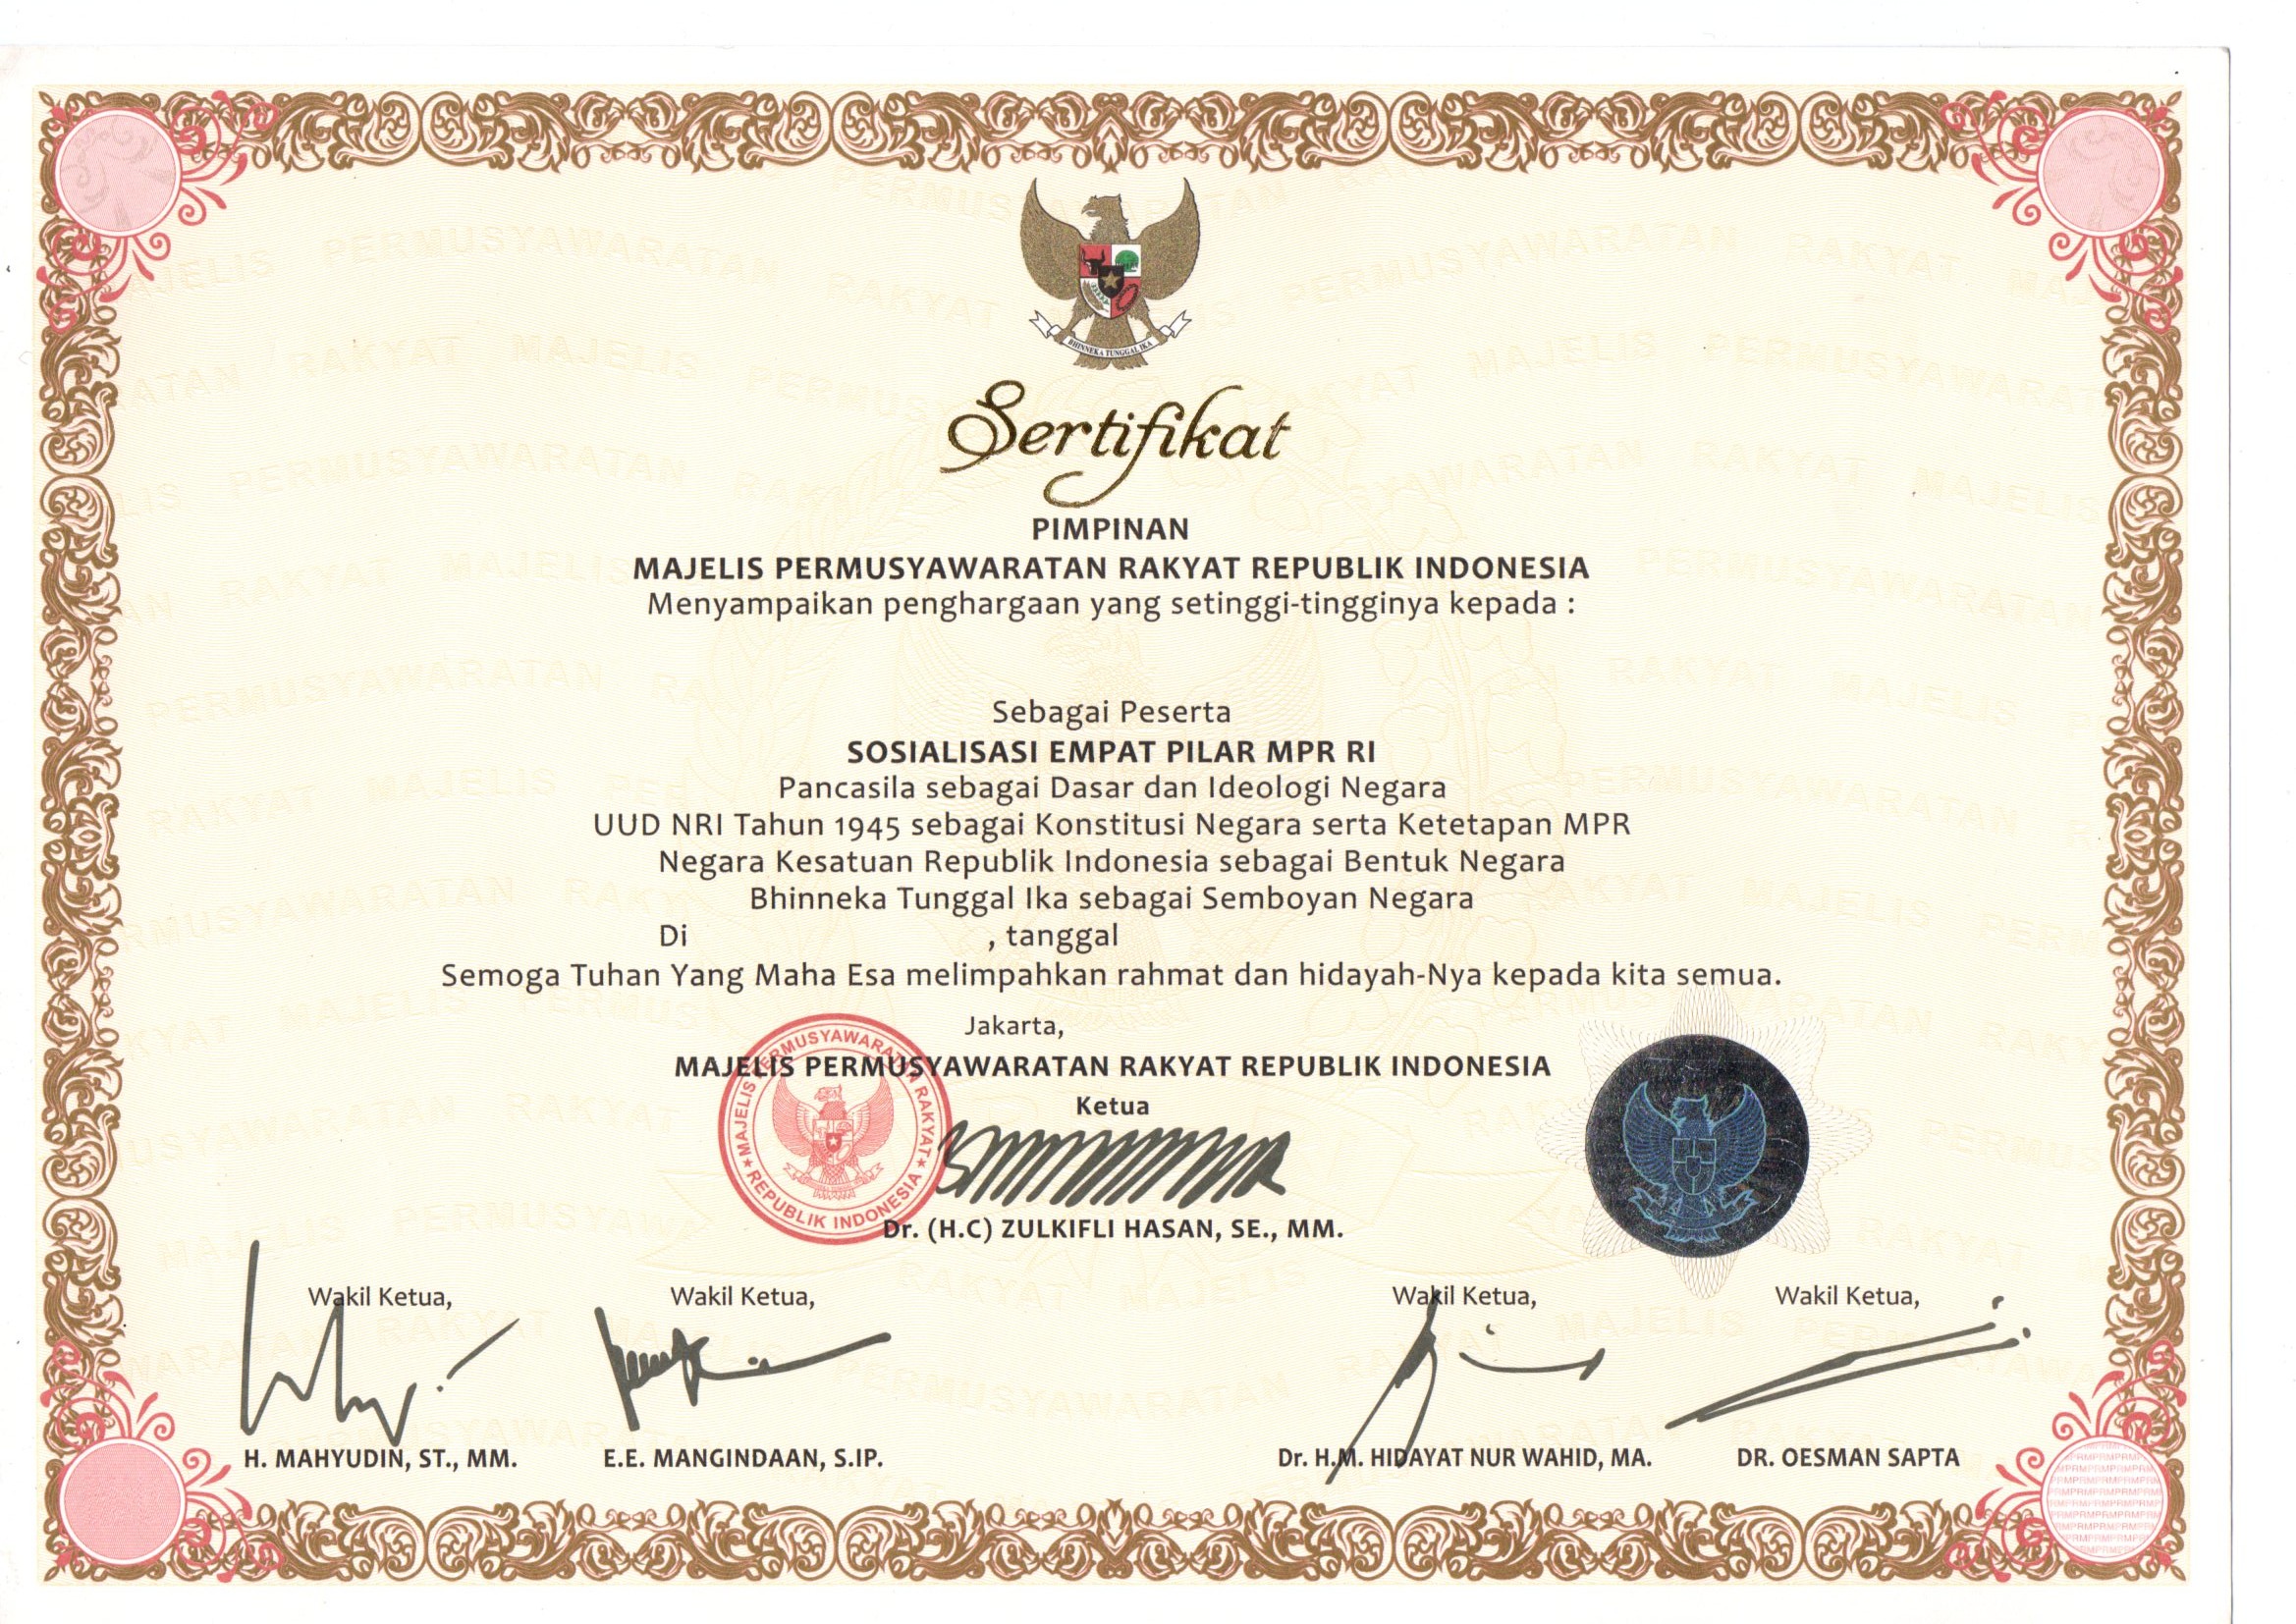 BHINNEKA TUNGGAL IKA
Sertifikat
PIMPINAN
MAJELIS PERMUSYAWARATAN RAKYAT REPUBLIK INDONESIA
Menyampaikan penghargaan yang setinggi-tingginya kepada :
Sebagai Peserta
SOSIALISASI EMPAT PILAR MPR RI
Pancasila sebagai Dasar dan Ideologi Negara
UUD NRI Tahun 1945 sebagai Konstitusi Negara serta Ketetapan MPR
Negara Kesatuan Republik Indonesia sebagai Bentuk Negara
Bhinneka Tunggal Ika sebagai Semboyan Negara
Di , tanggal
Semoga Tuhan Yang Maha Esa melimpahkan rahmat dan hidayah-Nya kepada kita semua.
Jakarta,
MAJELIS PERMUSYAWARATAN RAKYAT REPUBLIK INDONESIA
Ketua
MAJELIS PERMUSYAWARATAN RAKYAT
REPUBLIK INDONESIA
Dr. (H.C) ZULKIFLI HASAN, SE., MM.
Wakil Ketua, Wakil Ketua, Wakil Ketua, Wakil Ketua,
H. MAHYUDIN, ST., MM. E.E. MANGINDAAN, S.IP. Dr. H.M. HIDAYAT NUR WAHID, MA. DR. OESMAN SAPTA